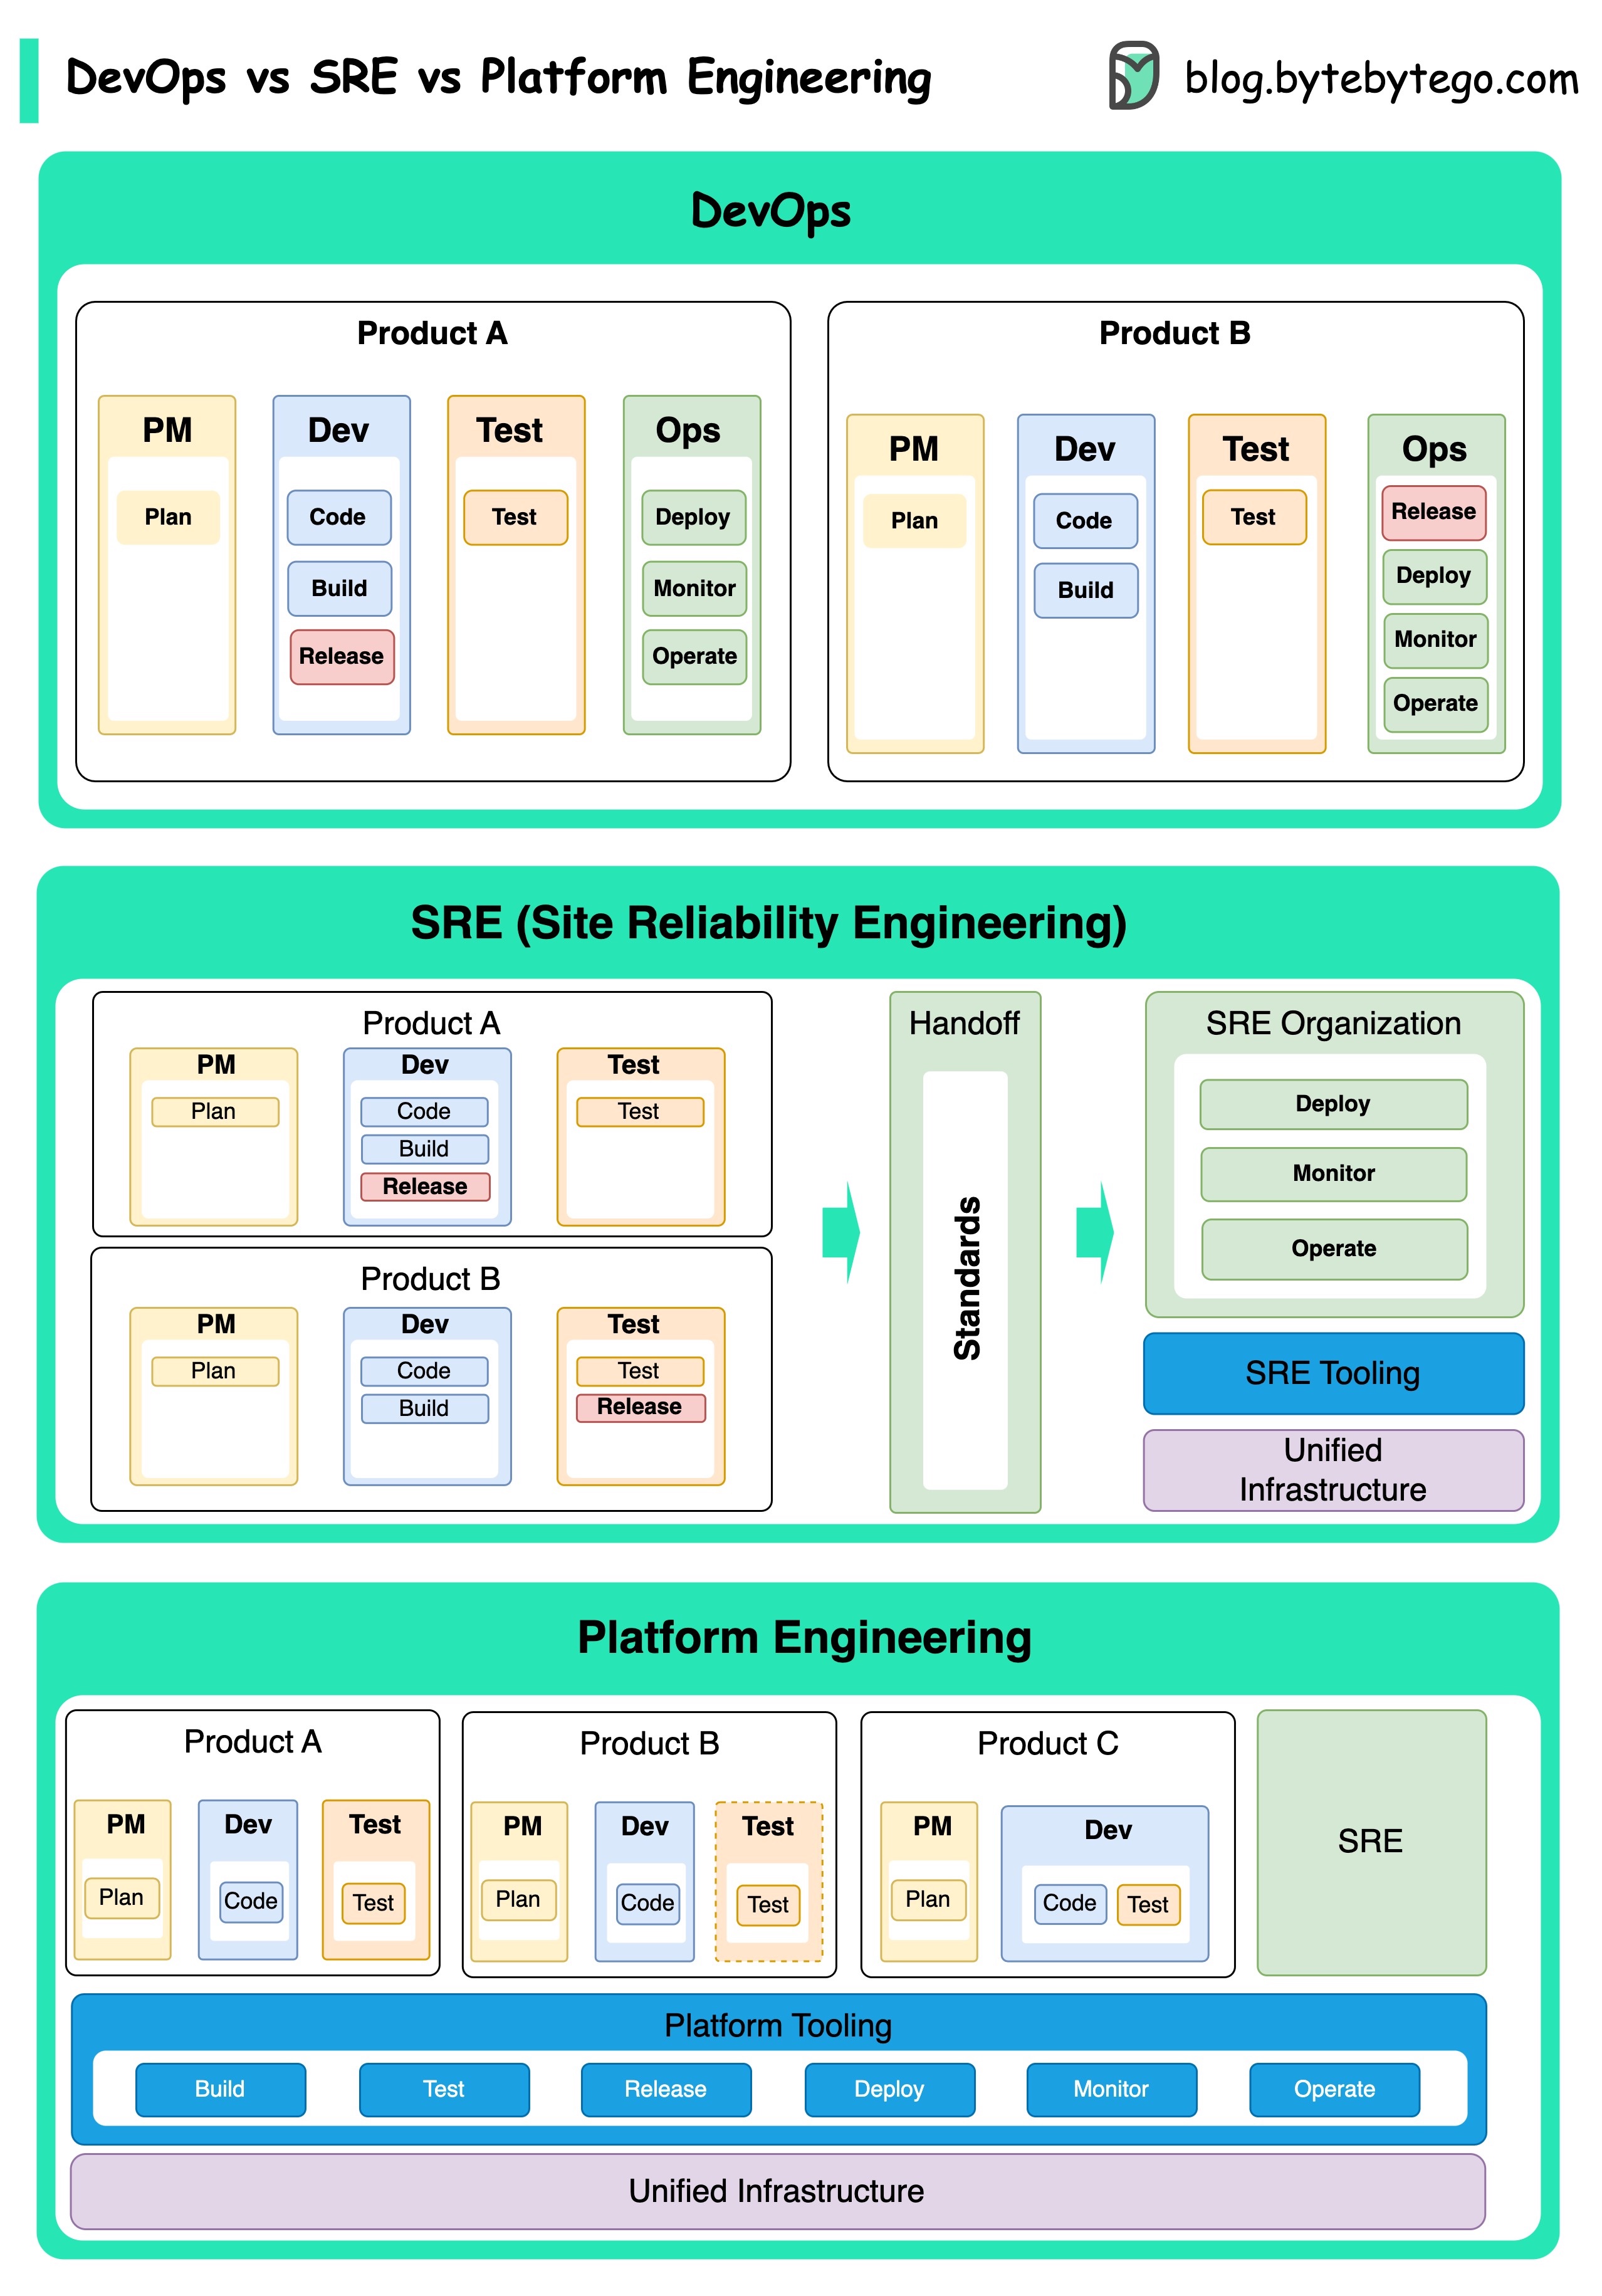 DevOps vs SRE vs Platform Engineering
blog.bytebytego.com
DevOps
Product A
PM
Plan
Dev
Code
Build
Release
Test
Test
Ops
Deploy
Monitor
Operate
Product B
PM
Plan
Dev
Code
Build
Test
Test
Ops
Release
Deploy
Monitor
Operate
SRE (Site Reliability Engineering)
Product A
PM
Plan
Dev
Code
Build
Release
Test
Test
Product B
PM
Plan
Dev
Code
Build
Test
Test
Release
Handoff
Standards
SRE Organization
Deploy
Monitor
Operate
SRE Tooling
Unified
Infrastructure
Platform Engineering
Product A
PM
Plan
Dev
Code
Test
Test
Product B
PM
Plan
Dev
Code
Test
Test
Product C
PM
Plan
Dev
Code
Test
SRE
Platform Tooling
Build
Test
Release
Deploy
Monitor
Operate
Unified Infrastructure